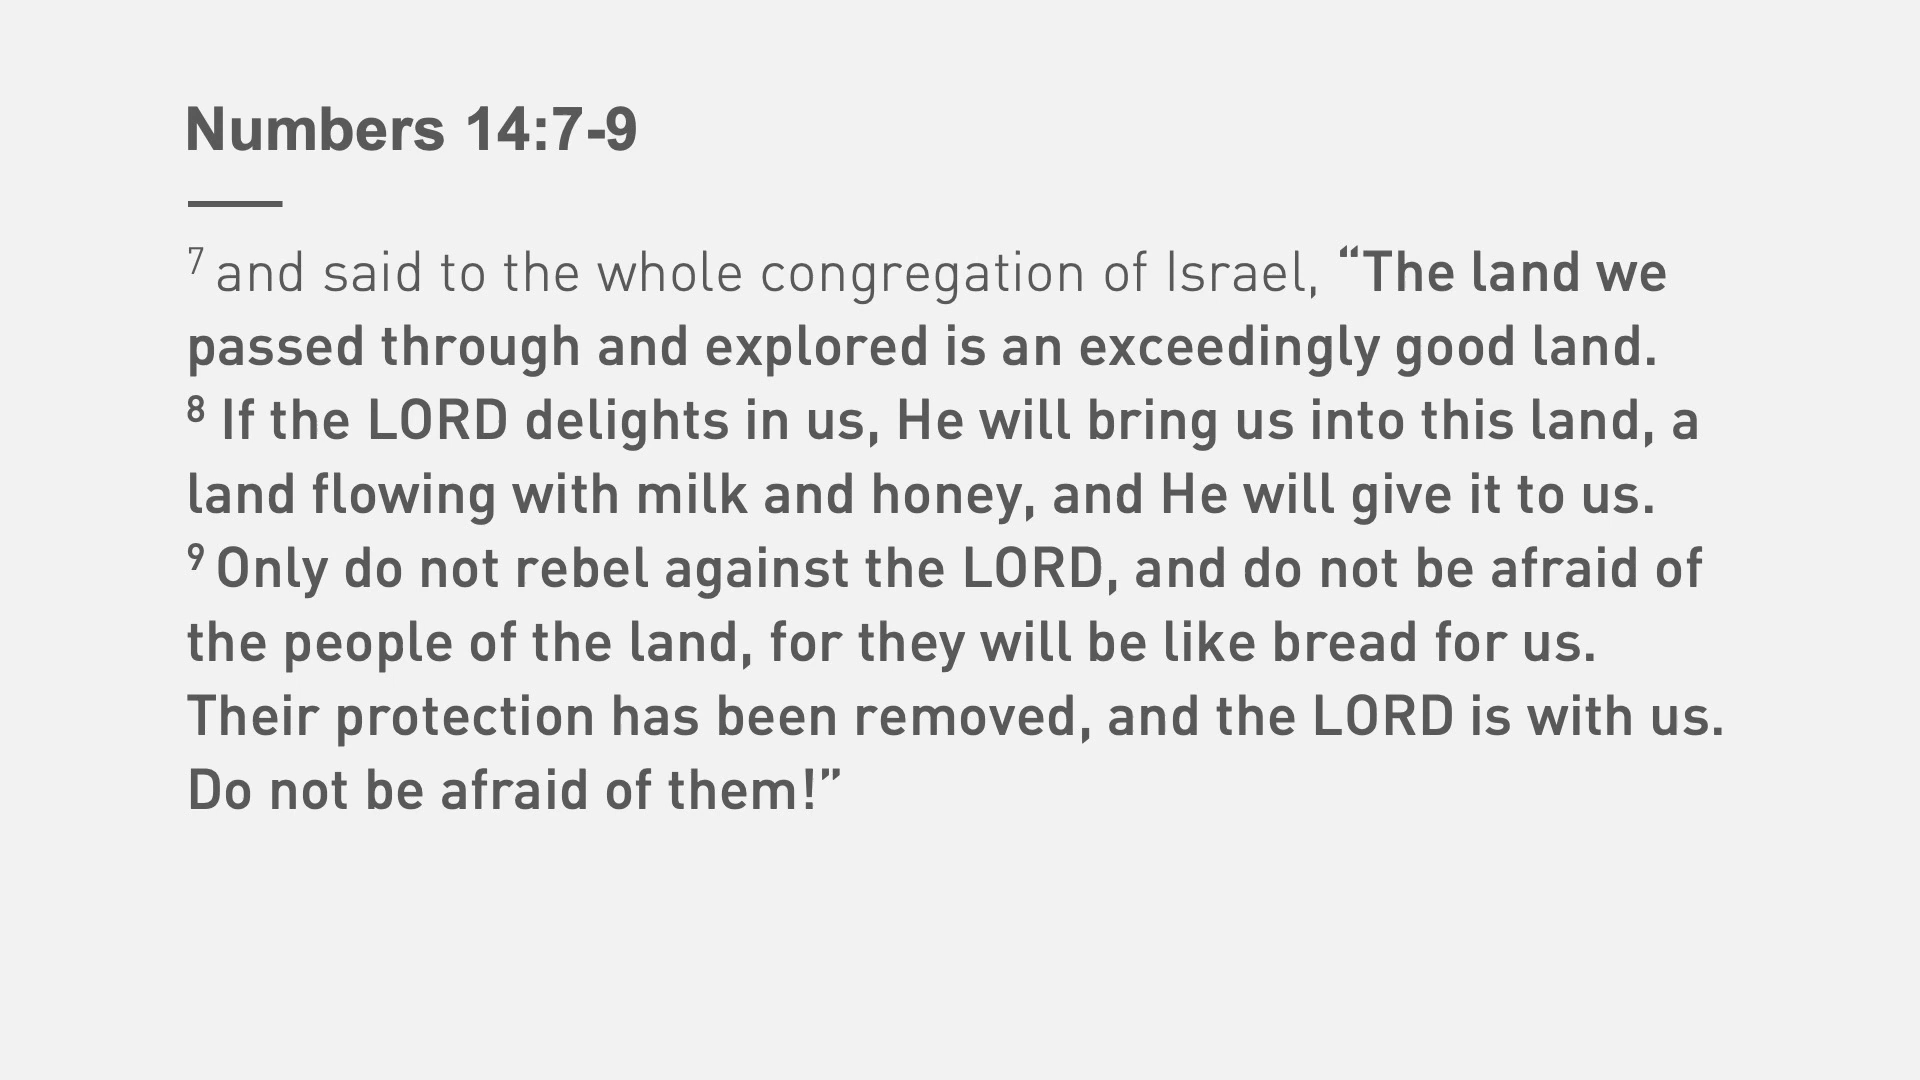 Numbers 14:7-9
7 and said to the whole congregation of Israel, “The land we
passed through and explored is an exceedingly good land.
8 If the LORD delights in us, He will bring us into this land, a
land flowing with milk and honey, and He will give it to us.
9 Only do not rebel against the LORD, and do not be afraid of
the people of the land, for they will be like bread for us.
Their protection has been removed, and the LORD is with us.
Do not be afraid of them!”